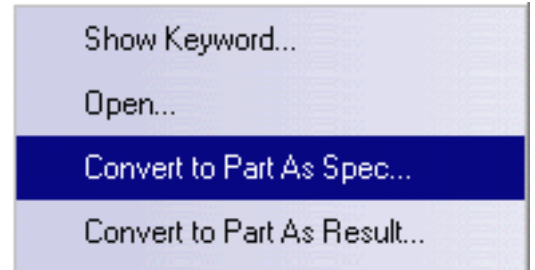 Show Keyword...
Open...
Convert to Part As Spec...
Convert to Part As Result...